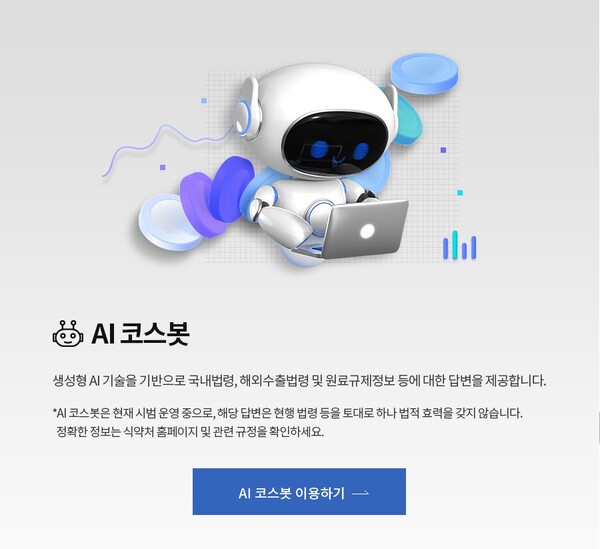 AI 코스봇
생성형 AI 기술을 기반으로 국내법령, 해외수출법령 및 원료규제정보 등에 대한 답변을 제공합니다.
*AI 코스봇은 현재 시범 운영 중으로, 해당 답변은 현행 법령 등을 토대로 하나 법적 효력을 갖지 않습니다.
정확한 정보는 식약처 홈페이지 및 관련 규정을 확인하세요.
AI 코스봇 이용하기